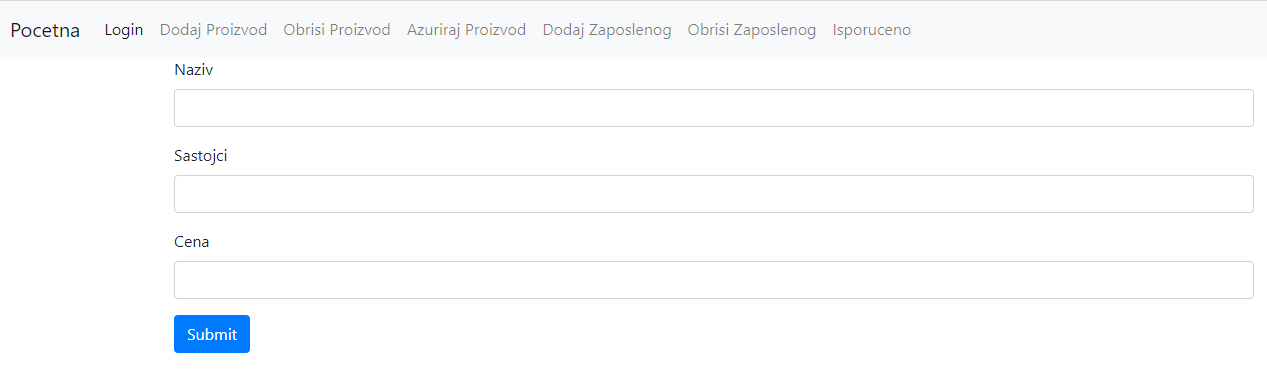 Pocetna Login Dodaj Proizvod Obrisi Proizvod Azuriraj Proizvod Dodaj Zaposlenog Obrisi Zaposlenog Isporuceno
Naziv
Sastojci
Cena
Submit